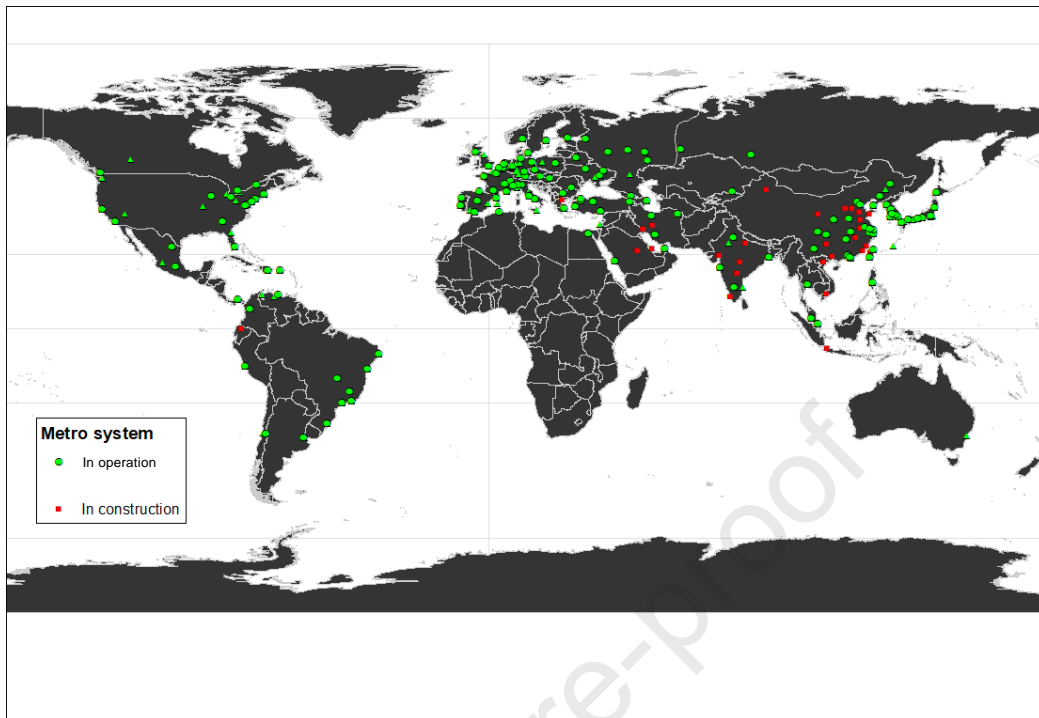 Metro system
In operation
In construction
re-proof